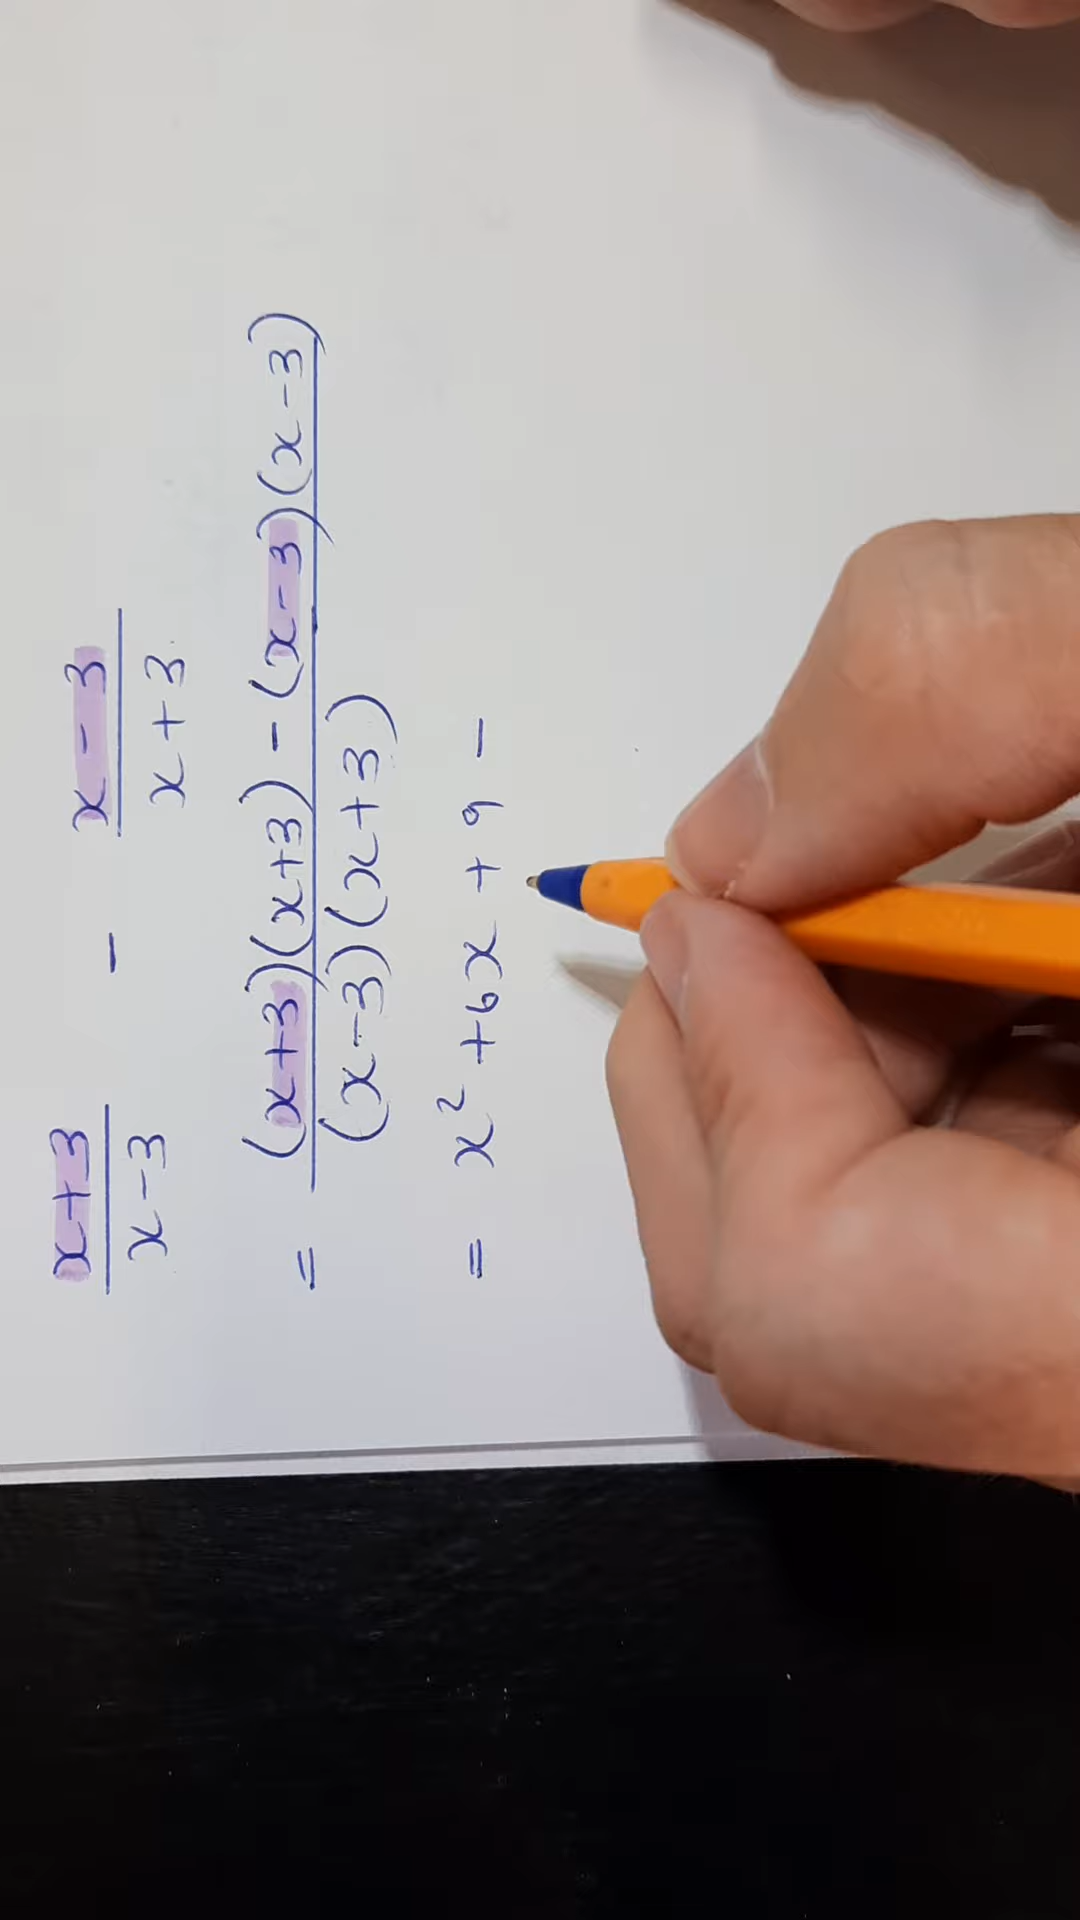 x+3 - x-3
x-3 x+3
= (x+3)(x+3) - (x-3)(x-3)
(x-3)(x+3)
= x² + 6x + 9 -